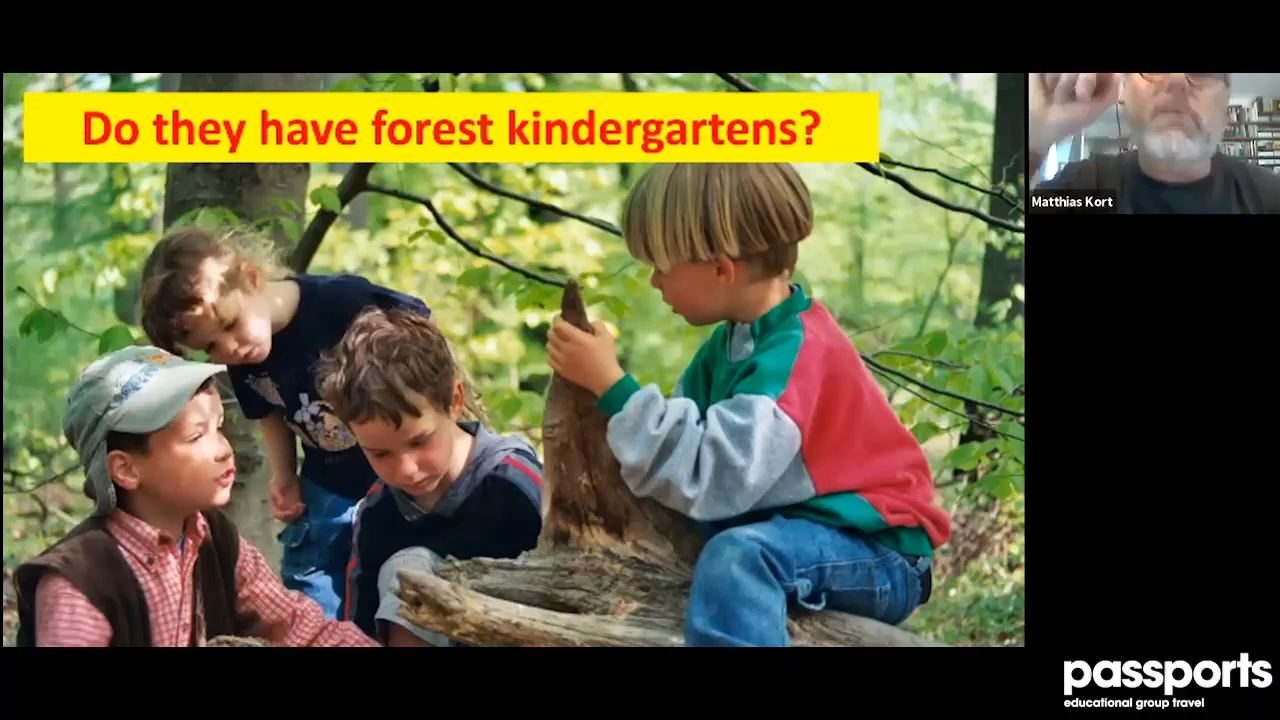 Do they have forest kindergartens?
Matthias Kort
passports
educational group travel